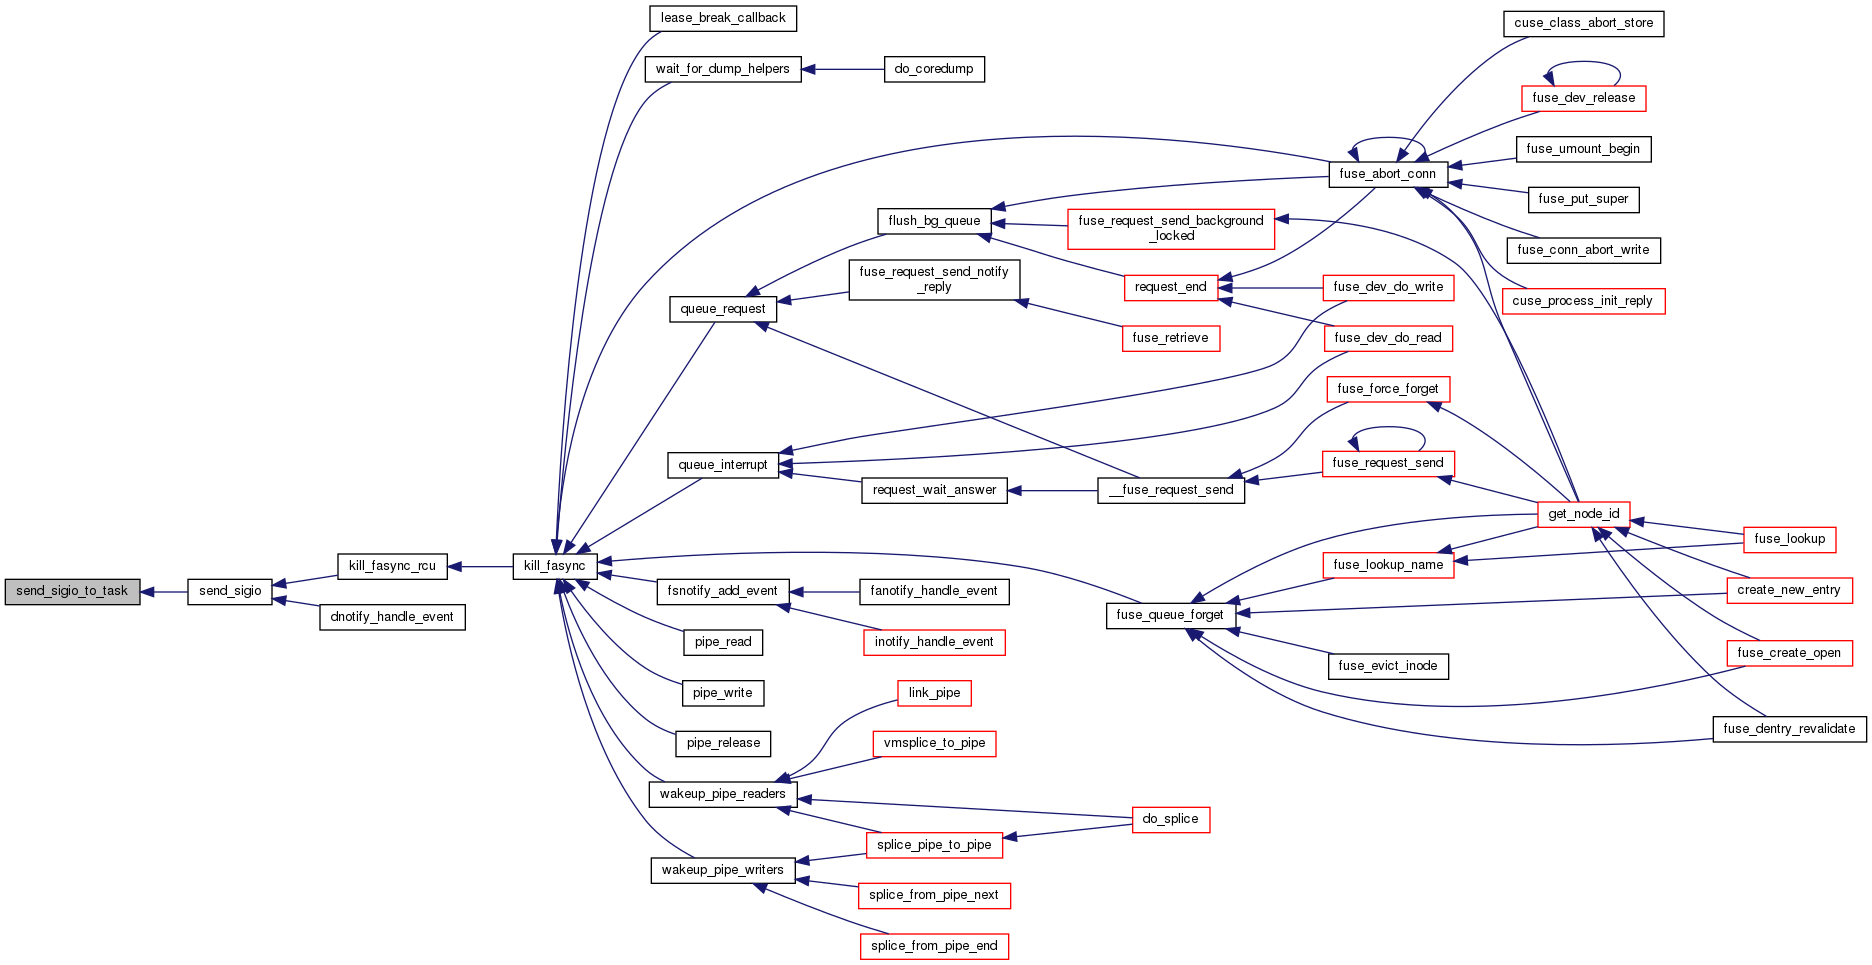 lease_break_callback
cuse_class_abort_store
wait_for_dump_helpers
do_coredump
fuse_dev_release
fuse_umount_begin
fuse_abort_conn
fuse_put_super
flush_bg_queue
fuse_request_send_background
_locked
fuse_conn_abort_write
fuse_request_send_notify
_reply
request_end
fuse_dev_do_write
cuse_process_init_reply
queue_request
fuse_retrieve
fuse_dev_do_read
fuse_force_forget
queue_interrupt
fuse_request_send
request_wait_answer
__fuse_request_send
get_node_id
fuse_lookup
kill_fasync_rcu
kill_fasync
fuse_lookup_name
send_sigio_to_task
send_sigio
fsnotify_add_event
fanotify_handle_event
create_new_entry
dnotify_handle_event
fuse_queue_forget
pipe_read
inotify_handle_event
fuse_create_open
fuse_evict_inode
pipe_write
link_pipe
fuse_dentry_revalidate
pipe_release
vmsplice_to_pipe
wakeup_pipe_readers
do_splice
splice_pipe_to_pipe
wakeup_pipe_writers
splice_from_pipe_next
splice_from_pipe_end